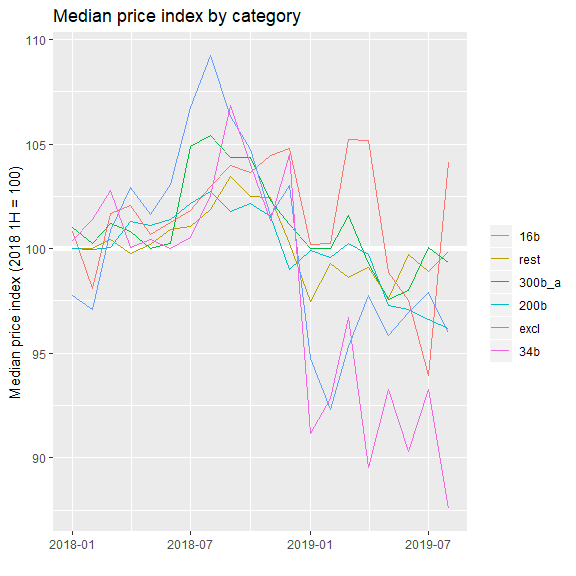 Median price index by category
Median price index (2018 1H = 100)
110
105
100
95
90
2018-01
2018-07
2019-01
2019-07
16b
rest
300b_a
200b
excl
34b